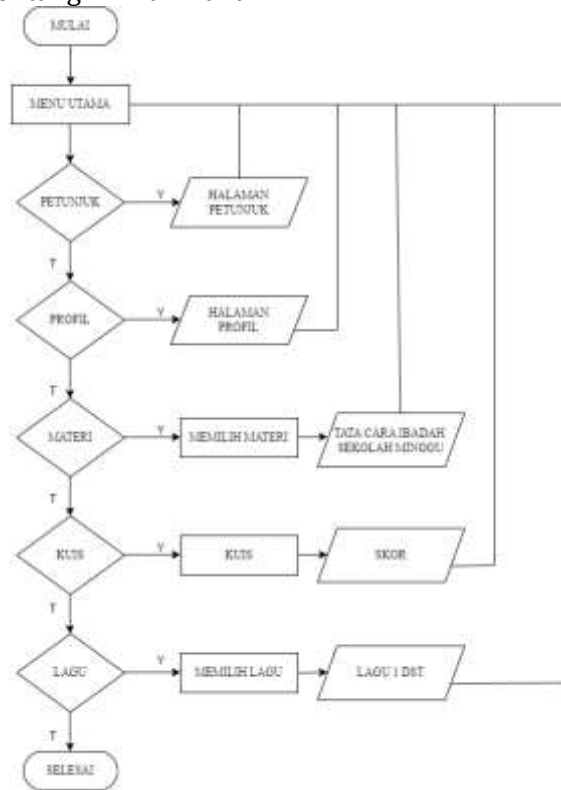 MULAI
MENU UTAMA
PETUNJUK
Y
HALAMAN
PETUNJUK
T
PROFIL
Y
HALAMAN
PROFIL
T
MATERI
Y
MEMILIH MATERI
TATA CARA IBADAH
SEKOLAH MINGGU
T
KUIS
Y
KUIS
SKOR
T
LAGU
Y
MEMILIH LAGU
LAGU 1 DST
T
SELESAI